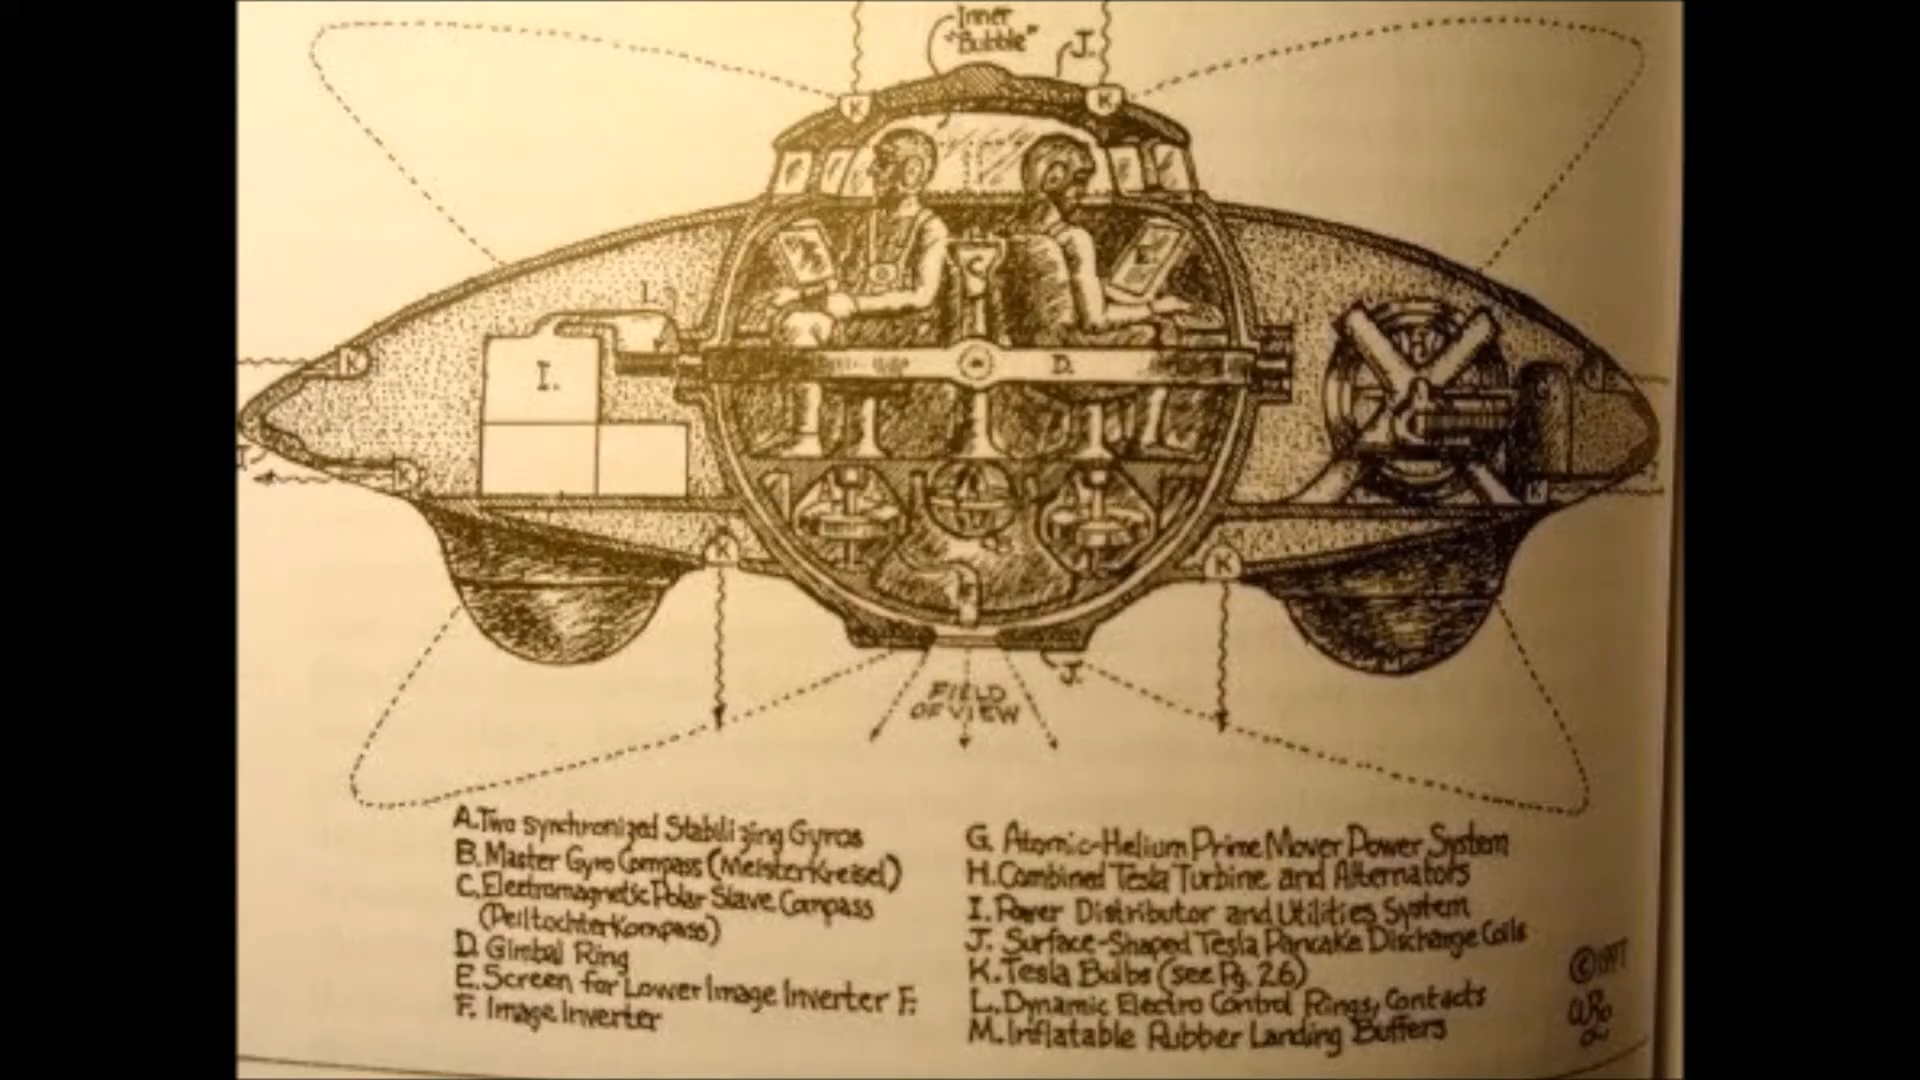 Inner
"Bubble"
J.
K
K
L
C
E
I.
D.
H
G
K
K
K
K
K
J.
FIELD
OF VIEW
A. Two Synchronized Stabilizing Gyros
B. Master Gyro Compass (Meisterkreisel)
C. Electromagnetic Polar Slave Compass
(Peiltochterkompass)
D. Gimbal Ring
E. Screen for Lower Image Inverter F.
F. Image Inverter
G. Atomic-Helium Prime Mover Power System
H. Combined Tesla Turbine and Alternators
I. Power Distributor and Utilities System
J. Surface-Shaped Tesla Pancake Discharge Coils
K. Tesla Bulbs (see Pg. 26)
L. Dynamic Electro Control Rings, Contacts
M. Inflatable Rubber Landing Buffers